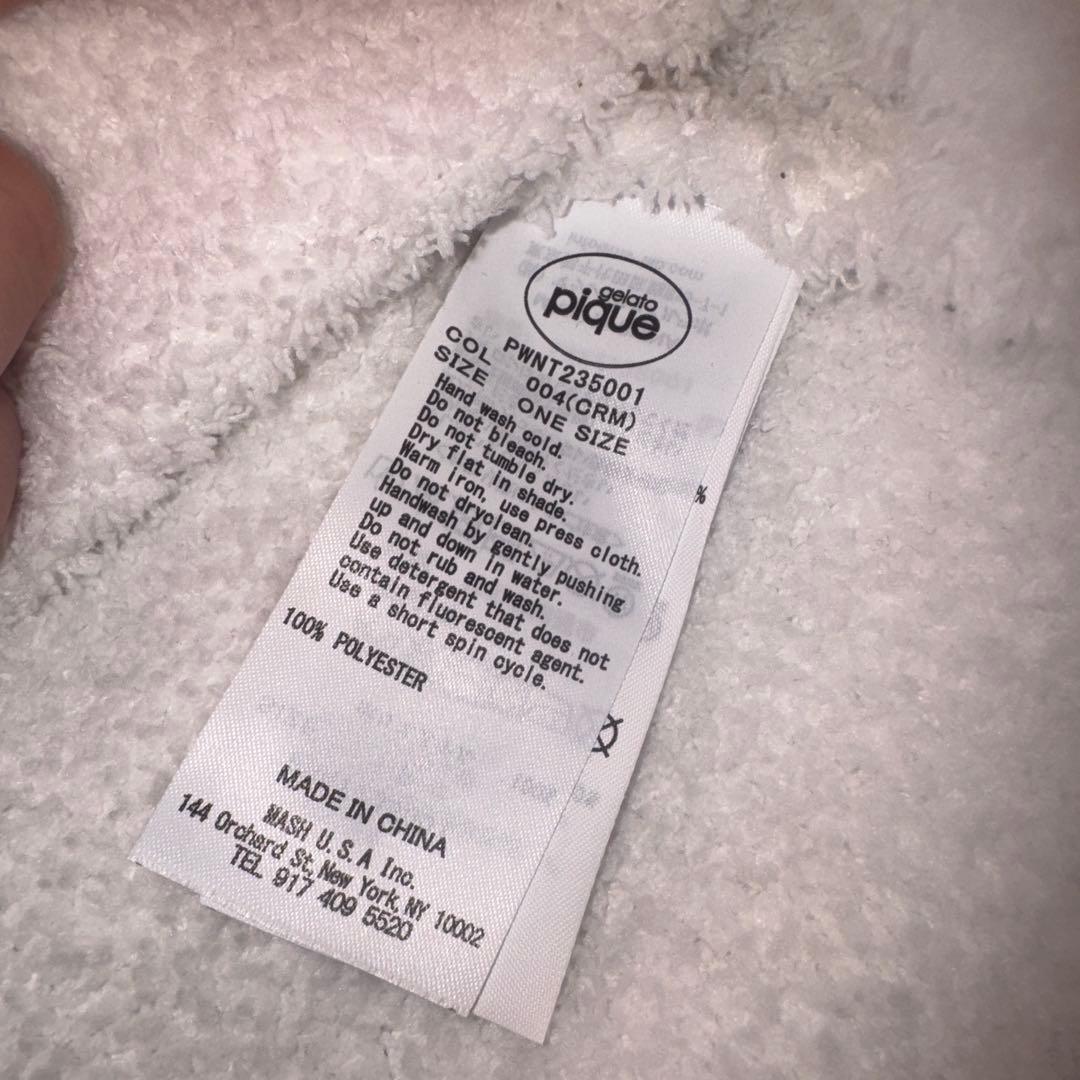 gelato
pique
PWNT235001
COL 004(CRM)
SIZE ONE SIZE
Hand wash cold.
Do not bleach.
Do not tumble dry.
Dry flat in shade.
Warm iron, use press cloth.
Do not dryclean.
Handwash by gently pushing
up and down in water.
Do not rub and wash.
Use detergent that does not
contain fluorescent agent.
Use a short spin cycle.
100% POLYESTER
MADE IN CHINA
MASH U.S.A Inc.
144 Orchard St, New York, NY 10002
TEL 917 409 5520
%